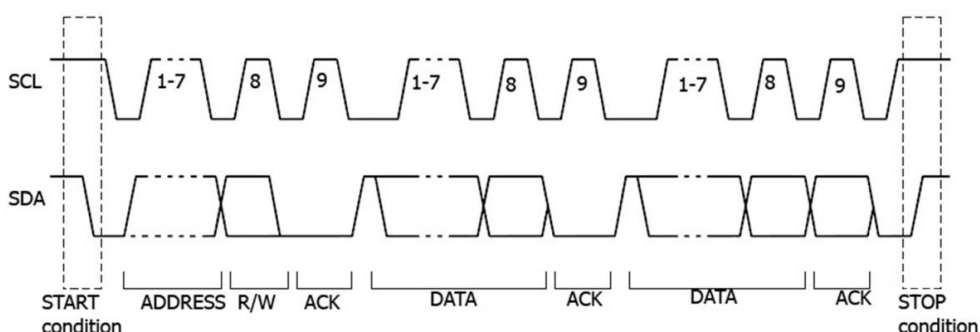 SCL 1-7 8 9 1-7 8 9 1-7 8 9
SDA
START condition
ADDRESS R/W ACK DATA ACK DATA ACK
STOP condition